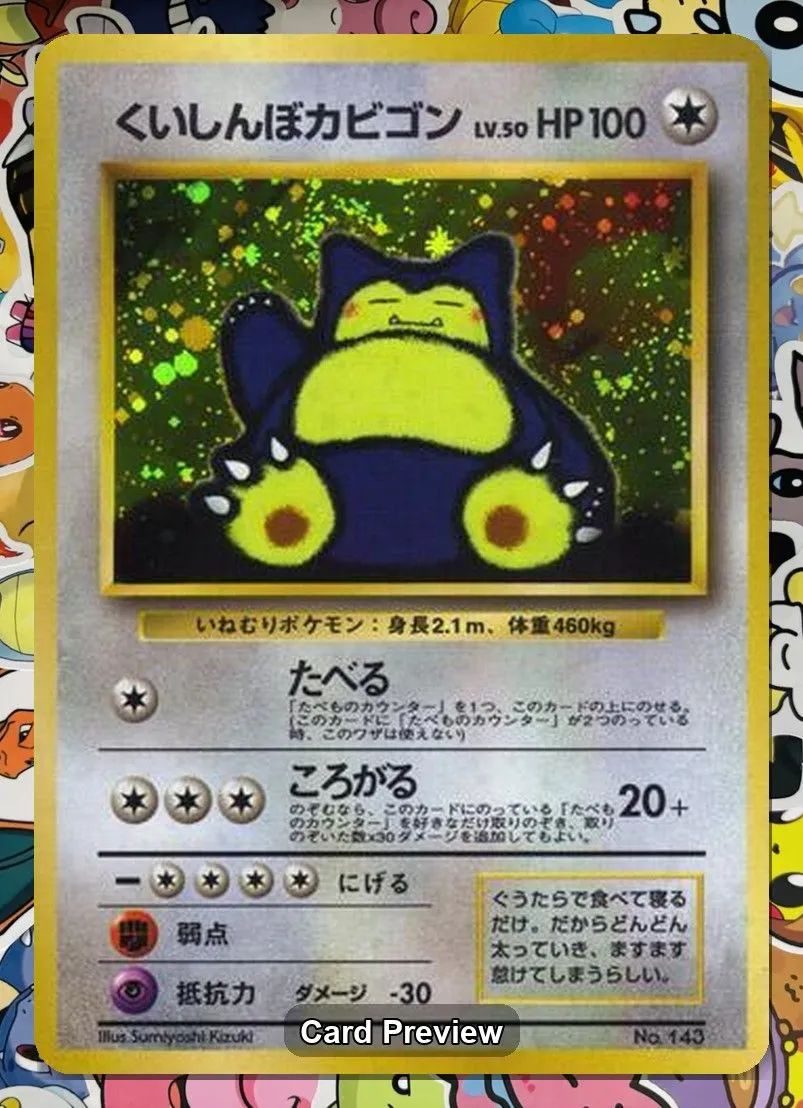 くいしんぼカビゴン LV.50 HP100
いねむりポケモン：身長2.1m、体重460kg
たべる
「たべものカウンター」を1つ、このカードの上にのせる。
(このカードに「たべものカウンター」が2つのっている
時、このワザは使えない)
ころがる 20+
のぞむなら、このカードにのっている「たべも
のカウンター」を好きなだけ取りのぞき、取り
のぞいた数x30ダメージを追加してもよい。
にげる
弱点
抵抗力 ダメージ -30
ぐうたらで食べて寝る
だけ。だからどんどん
太っていき、ますます
怠けてしまうらしい。
Illus Sumiyoshi Kizuki
No. 143
Card Preview